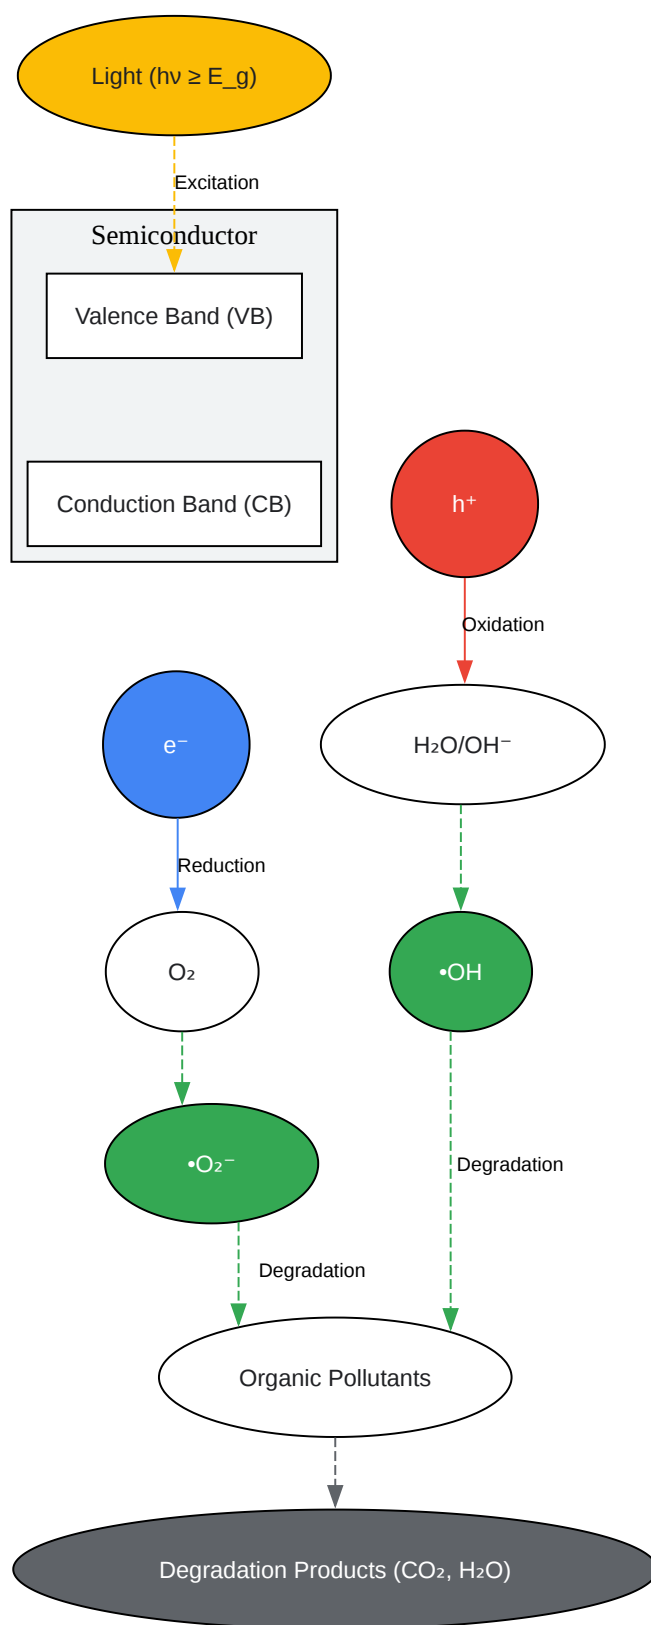 Light (hν ≥ E_g)
Excitation
Semiconductor
Valence Band (VB)
Conduction Band (CB)
h⁺
Oxidation
e⁻
H₂O/OH⁻
Reduction
O₂
•OH
•O₂⁻
Degradation
Degradation
Organic Pollutants
Degradation Products (CO₂, H₂O)